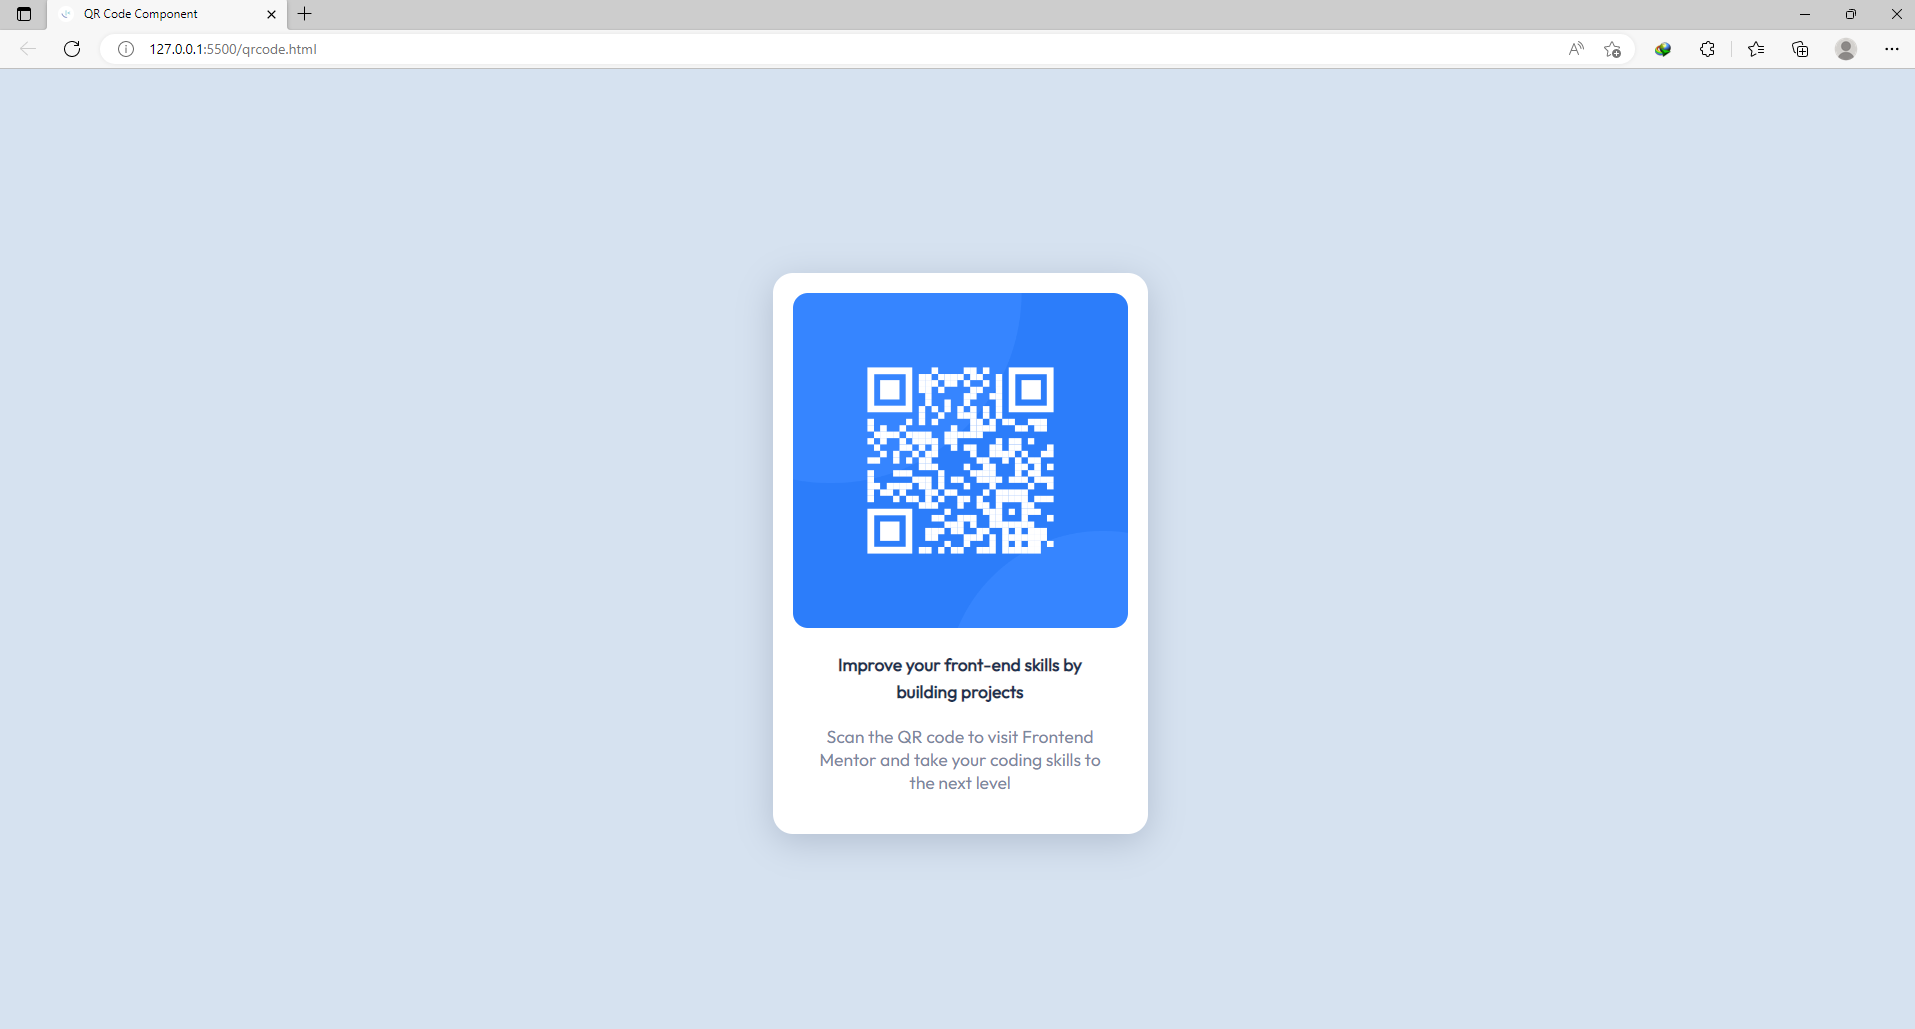 QR Code Component
127.0.0.1:5500/qrcode.html
Improve your front-end skills by
building projects
Scan the QR code to visit Frontend
Mentor and take your coding skills to
the next level